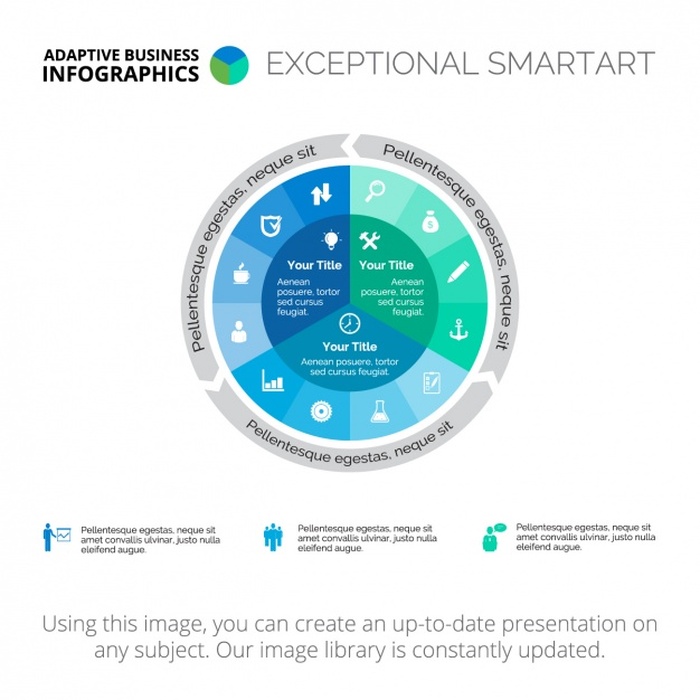 ADAPTIVE BUSINESS
INFOGRAPHICS
EXCEPTIONAL SMARTART
Pellentesque egestas, neque sit
Pellentesque egestas, neque sit
Your Title
Aenean
posuere, tortor
sed cursus
feugiat.
Your Title
Aenean
posuere, tortor
sed cursus
feugiat.
Your Title
Aenean posuere, tortor
sed cursus feugiat.
Pellentesque egestas, neque sit
Pellentesque egestas, neque sit
amet convallis ulvinar, justo nulla
eleifend augue.
Pellentesque egestas, neque sit
amet convallis ulvinar, justo nulla
eleifend augue.
Pellentesque egestas, neque sit
amet convallis ulvinar, justo nulla
eleifend augue.
Using this image, you can create an up-to-date presentation on
any subject. Our image library is constantly updated.